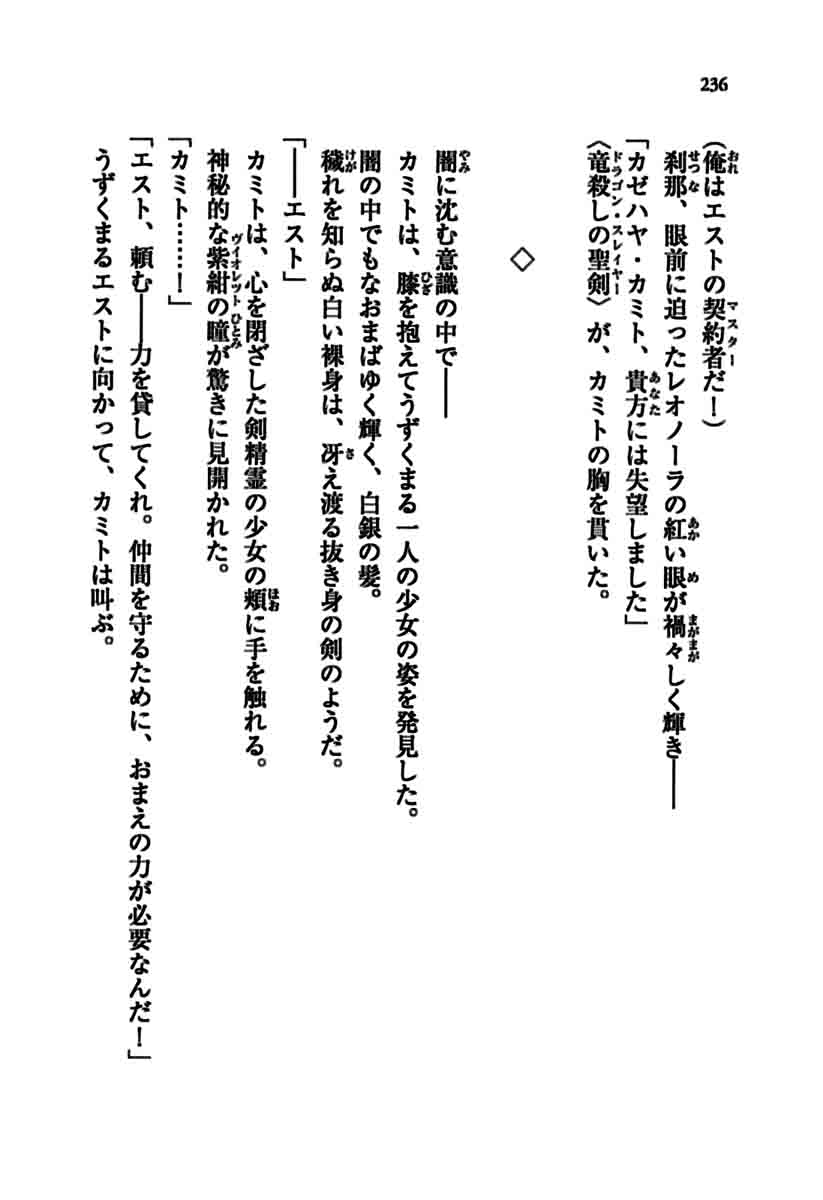 236
(俺はエストの契約者だ！)
刹那、眼前に迫ったレオノーラの紅い眼が禍々しく輝き――
「カゼハヤ・カミト、貴方には失望しました」
〈竜殺しの聖剣〉が、カミトの胸を貫いた。
◇
闇に沈む意識の中で――
カミトは、膝を抱えてうずくまる一人の少女の姿を発見した。
闇の中でもなおまばゆく輝く、白銀の髪。
穢れを知らぬ白い裸身は、冴え渡る抜き身の剣のようだ。
「――エスト」
カミトは、心を閉ざした剣精霊の少女の頬に手を触れる。
神秘的な紫紺の瞳が驚きに見開かれた。
「カミト……！」
「エスト、頼む――力を貸してくれ。仲間を守るために、おまえの力が必要なんだ！」
うずくまるエストに向かって、カミトは叫ぶ。